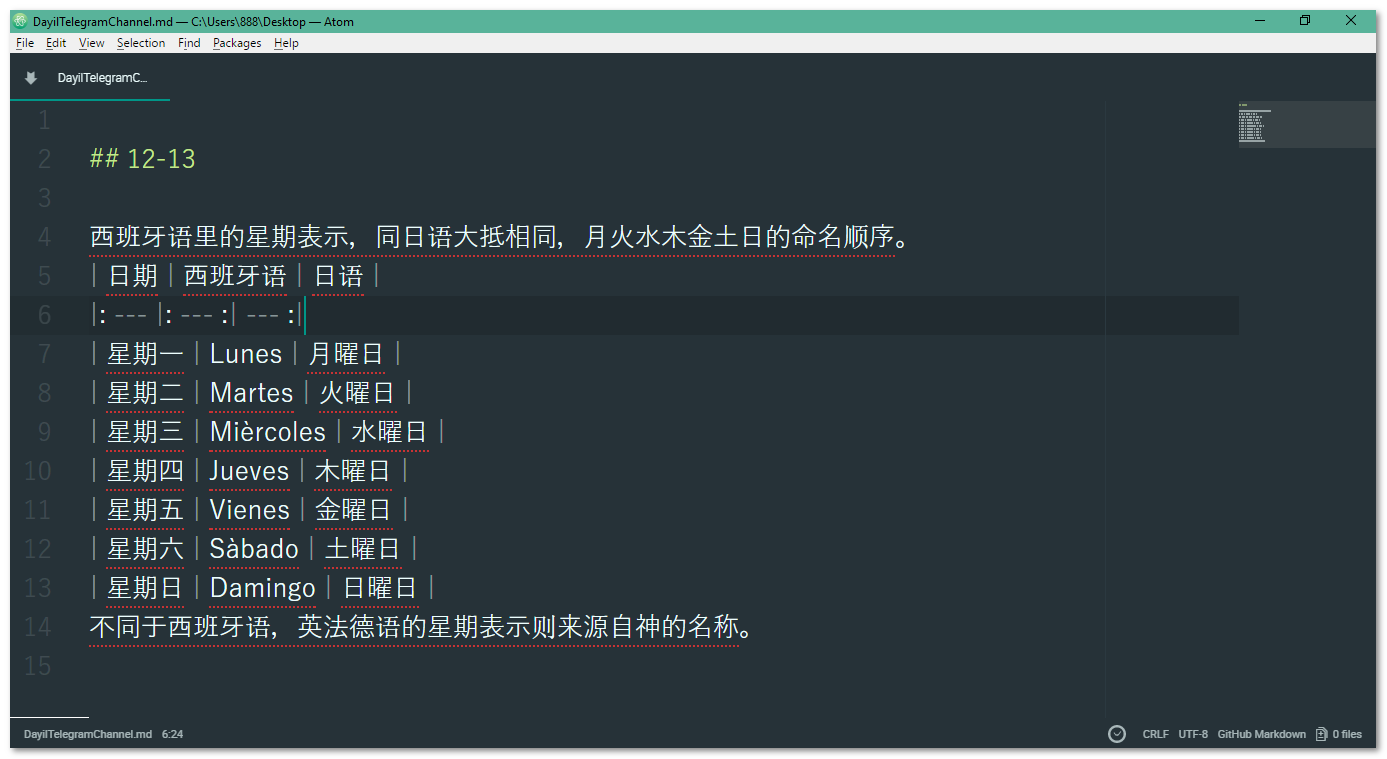 DayilTelegramChannel.md — C:\Users\888\Desktop — Atom
File Edit View Selection Find Packages Help
DayilTelegramC...
1
2 ## 12-13
3
4 西班牙语里的星期表示，同日语大抵相同，月火水木金土日的命名顺序。
5 | 日期 | 西班牙语 | 日语 |
6 |: --- |: --- :| --- :|
7 | 星期一 | Lunes | 月曜日 |
8 | 星期二 | Martes | 火曜日 |
9 | 星期三 | Mièrcoles | 水曜日 |
10 | 星期四 | Jueves | 木曜日 |
11 | 星期五 | Vienes | 金曜日 |
12 | 星期六 | Sàbado | 土曜日 |
13 | 星期日 | Damingo | 日曜日 |
14 不同于西班牙语，英法德语的星期表示则来源自神的名称。
15
DayilTelegramChannel.md 6:24 CRLF UTF-8 GitHub Markdown 0 files